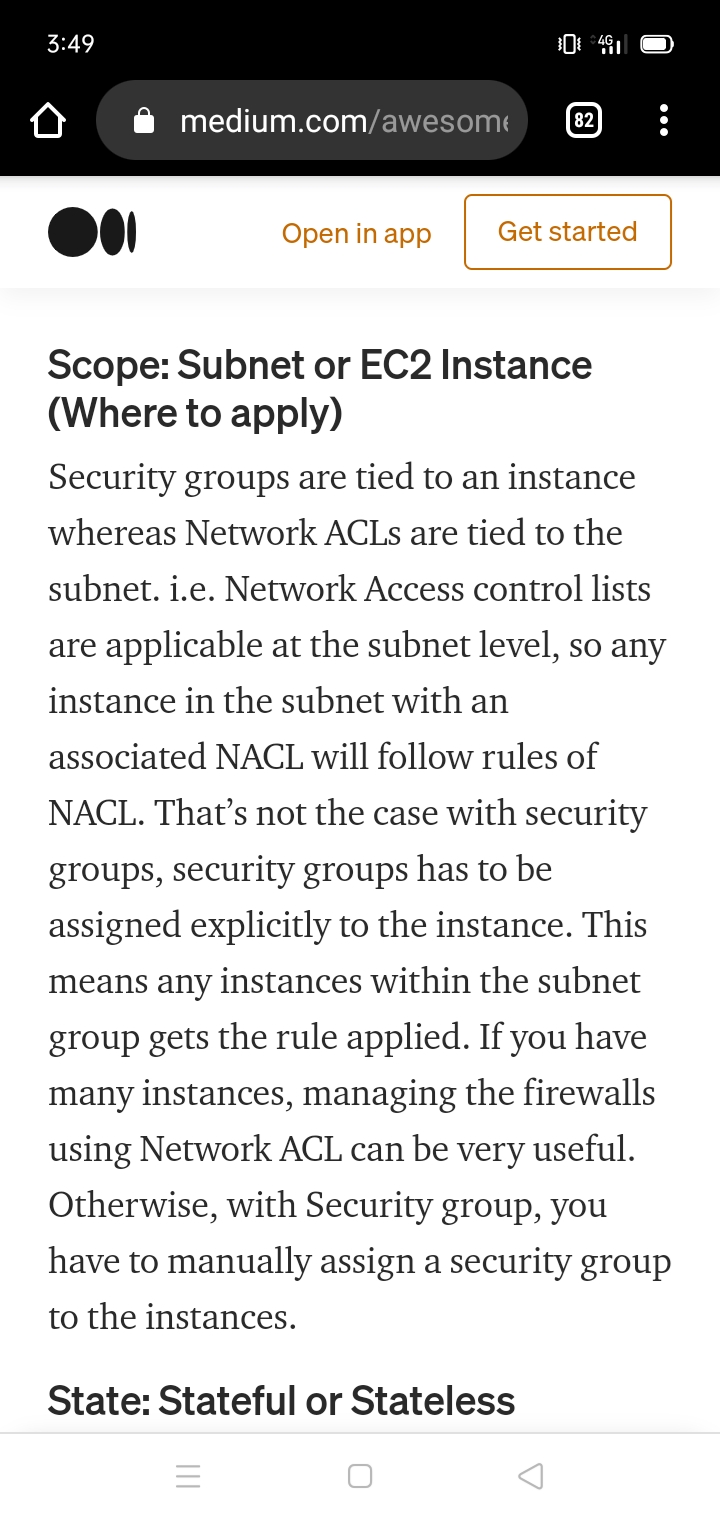 3:49
4G
medium.com/awesome
82
Open in app
Get started
Scope: Subnet or EC2 Instance
(Where to apply)
Security groups are tied to an instance
whereas Network ACLs are tied to the
subnet. i.e. Network Access control lists
are applicable at the subnet level, so any
instance in the subnet with an
associated NACL will follow rules of
NACL. That’s not the case with security
groups, security groups has to be
assigned explicitly to the instance. This
means any instances within the subnet
group gets the rule applied. If you have
many instances, managing the firewalls
using Network ACL can be very useful.
Otherwise, with Security group, you
have to manually assign a security group
to the instances.
State: Stateful or Stateless